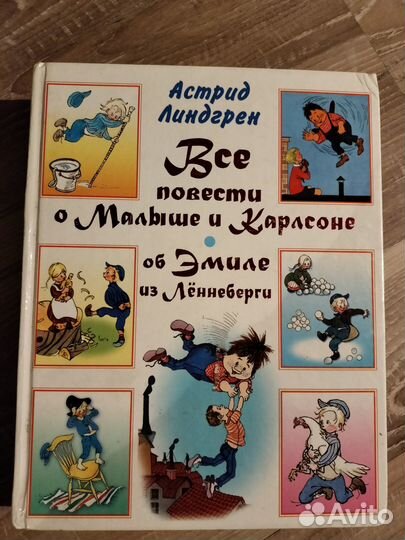 Астрид
Линдгрен
Все
повести
о Малыше и Карлсоне
об Эмиле
из Лённеберги
Avito